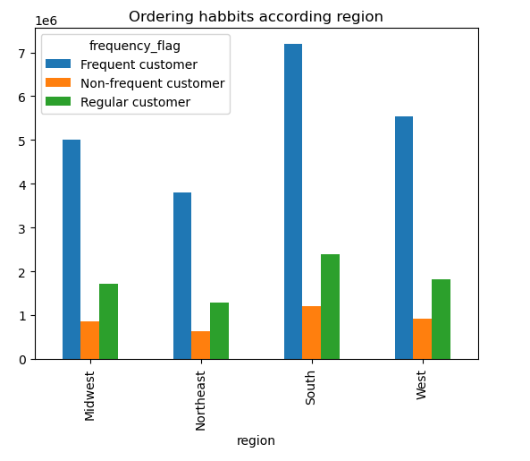 Ordering habbits according region
1e6
frequency_flag
Frequent customer
Non-frequent customer
Regular customer
7
6
5
4
3
2
1
0
Midwest
Northeast
South
West
region